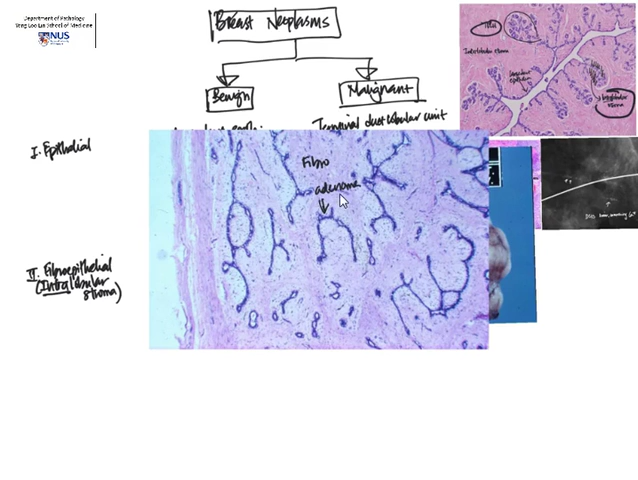 Department of Pathology
Yong Loo Lin School of Medicine
NUS
Breast Neoplasms
Benign
Malignant
Terminal duct lobular unit
I. Epithelial
Fibro
adenoma
II. Fibroepithelial
(Intralobular
stroma)
Interlobular stroma
stroma